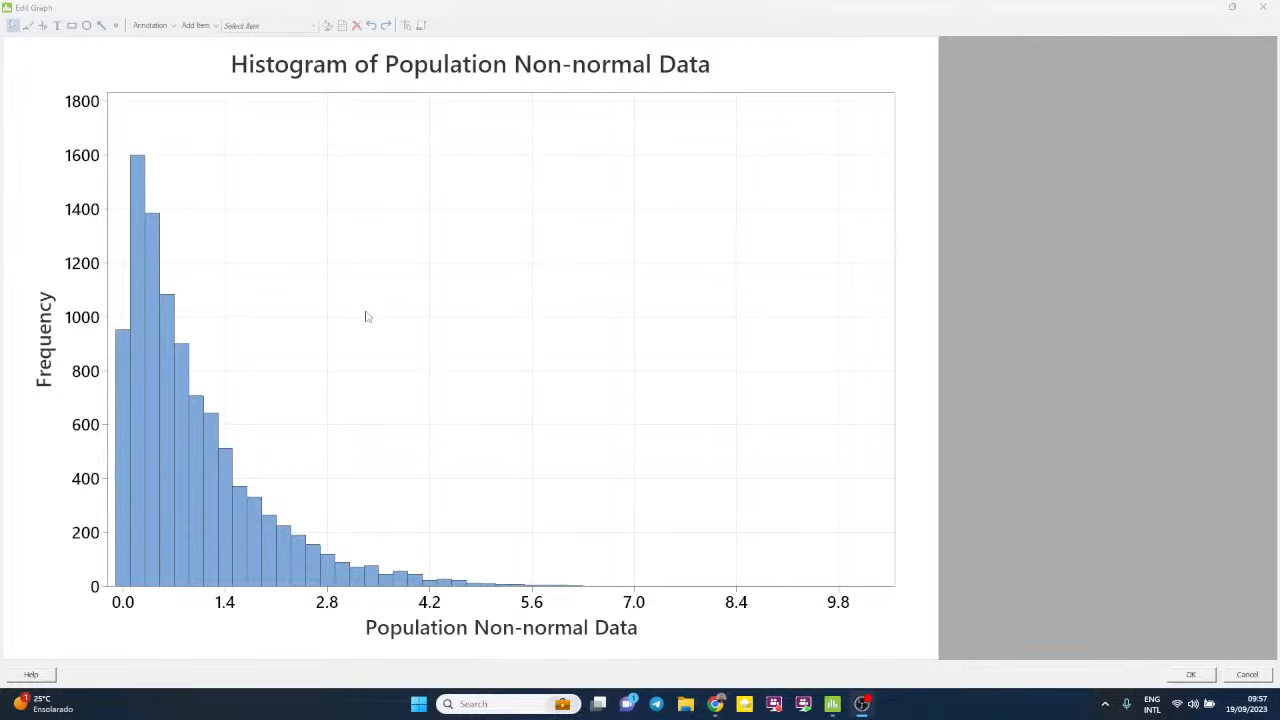 Edit Graph
Annotation Add Item Select Item
Histogram of Population Non-normal Data
1800
1600
1400
1200
1000
800
600
400
200
0
Frequency
0.0 1.4 2.8 4.2 5.6 7.0 8.4 9.8
Population Non-normal Data
Help OK Cancel
1
25°C
Ensolarado
Search
1
ENG
INTL
09:57
19/09/2023